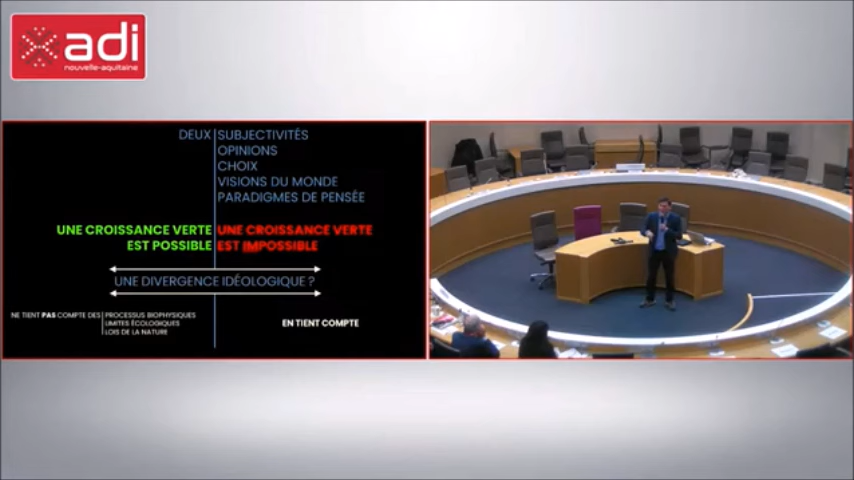 adi
nouvelle-aquitaine
DEUX SUBJECTIVITÉS
OPINIONS
CHOIX
VISIONS DU MONDE
PARADIGMES DE PENSÉE
UNE CROISSANCE VERTE
EST POSSIBLE
UNE CROISSANCE VERTE
EST IMPOSSIBLE
UNE DIVERGENCE IDÉOLOGIQUE ?
NE TIENT PAS COMPTE DES PROCESSUS BIOPHYSIQUES
LIMITES ÉCOLOGIQUES
LOIS DE LA NATURE
EN TIENT COMPTE